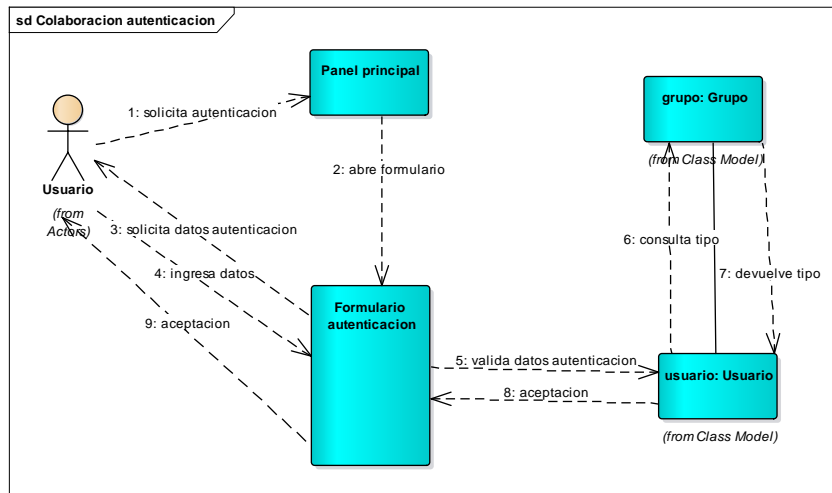 sd Colaboracion autenticacion
Panel principal
grupo: Grupo
(from Class Model)
1: solicita autenticacion
Usuario
(from
Actors)
2: abre formulario
3: solicita datos autenticacion
4: ingresa datos
9: aceptacion
6: consulta tipo
7: devuelve tipo
Formulario
autenticacion
5: valida datos autenticacion
8: aceptacion
usuario: Usuario
(from Class Model)